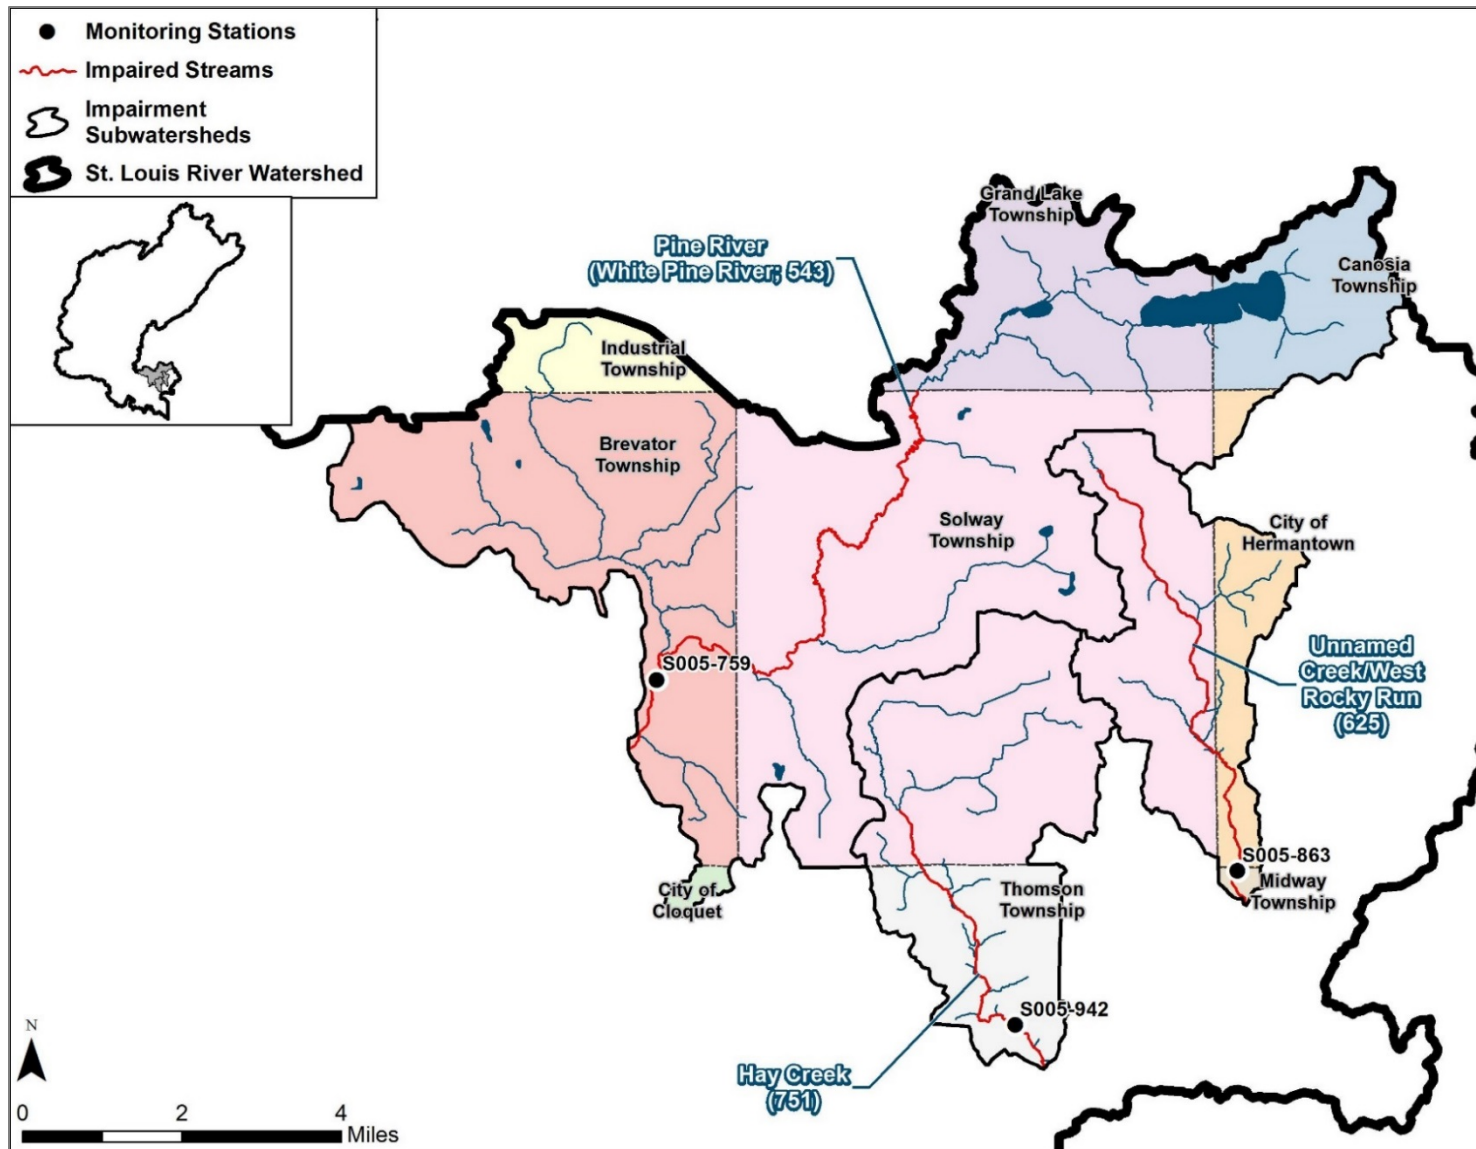 Monitoring Stations
Impaired Streams
Impairment
Subwatersheds
St. Louis River Watershed
Grand Lake
Township
Pine River
(White Pine River; 543)
Canosia
Township
Industrial
Township
Brevator
Township
Solway
Township
City of
Hermantown
Unnamed
Creek/West
Rocky Run
(625)
S005-759
S005-863
Midway
Township
City of
Cloquet
Thomson
Township
S005-942
Hay Creek
(751)
N
0 2 4
Miles